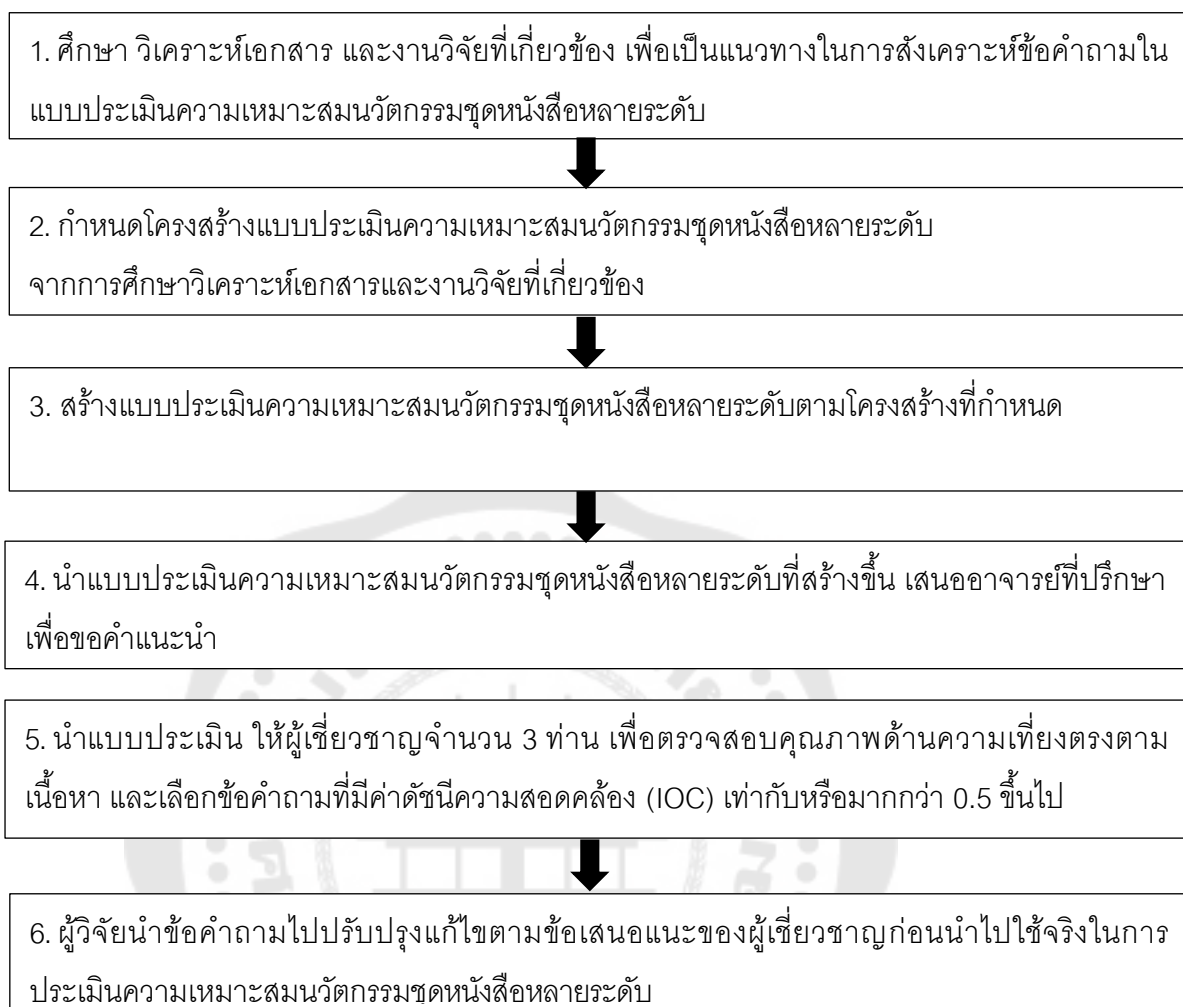 1. ศึกษา วิเคราะห์เอกสาร และงานวิจัยที่เกี่ยวข้อง เพื่อเป็นแนวทางในการสังเคราะห์ข้อคำถามใน
แบบประเมินความเหมาะสมนวัตกรรมชุดหนังสือหลายระดับ
2. กำหนดโครงสร้างแบบประเมินความเหมาะสมนวัตกรรมชุดหนังสือหลายระดับ
จากการศึกษาวิเคราะห์เอกสารและงานวิจัยที่เกี่ยวข้อง
3. สร้างแบบประเมินความเหมาะสมนวัตกรรมชุดหนังสือหลายระดับตามโครงสร้างที่กำหนด
4. นำแบบประเมินความเหมาะสมนวัตกรรมชุดหนังสือหลายระดับที่สร้างขึ้น เสนออาจารย์ที่ปรึกษา
เพื่อขอคำแนะนำ
5. นำแบบประเมิน ให้ผู้เชี่ยวชาญจำนวน 3 ท่าน เพื่อตรวจสอบคุณภาพด้านความเที่ยงตรงตาม
เนื้อหา และเลือกข้อคำถามที่มีค่าดัชนีความสอดคล้อง (IOC) เท่ากับหรือมากกว่า 0.5 ขึ้นไป
6. ผู้วิจัยนำข้อคำถามไปปรับปรุงแก้ไขตามข้อเสนอแนะของผู้เชี่ยวชาญก่อนนำไปใช้จริงในการ
ประเมินความเหมาะสมนวัตกรรมชุดหนังสือหลายระดับ